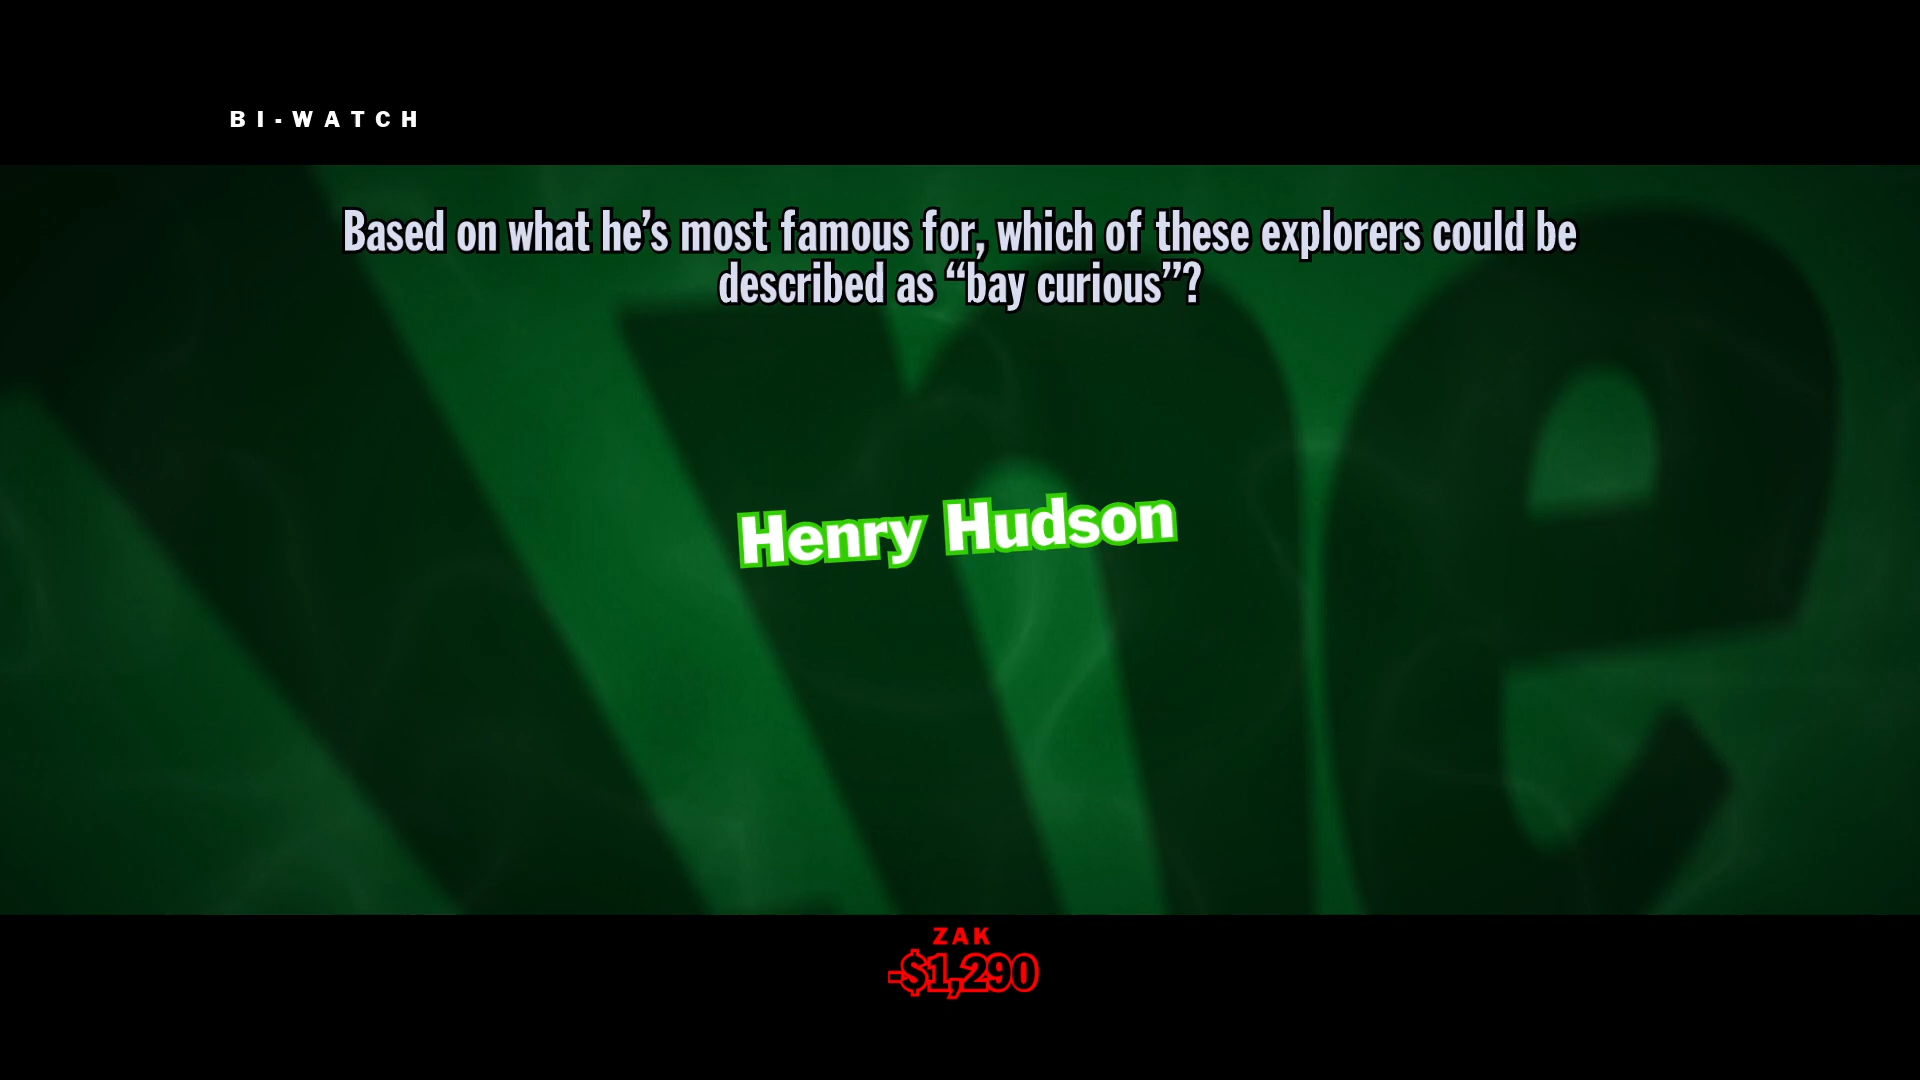 BI-WATCH
Based on what he’s most famous for, which of these explorers could be
described as “bay curious”?
Henry Hudson
ZAK
-$1,290